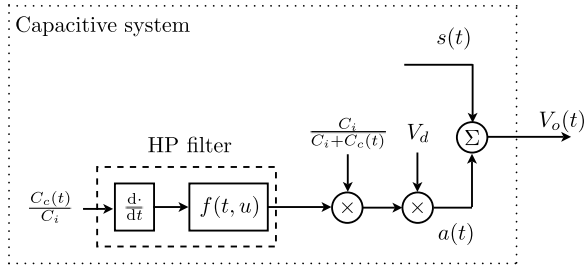 Capacitive system
s(t)
V_o(t)
Σ
C_i / (C_i+C_c(t))
V_d
HP filter
C_c(t) / C_i
d· / dt
f(t, u)
×
×
a(t)